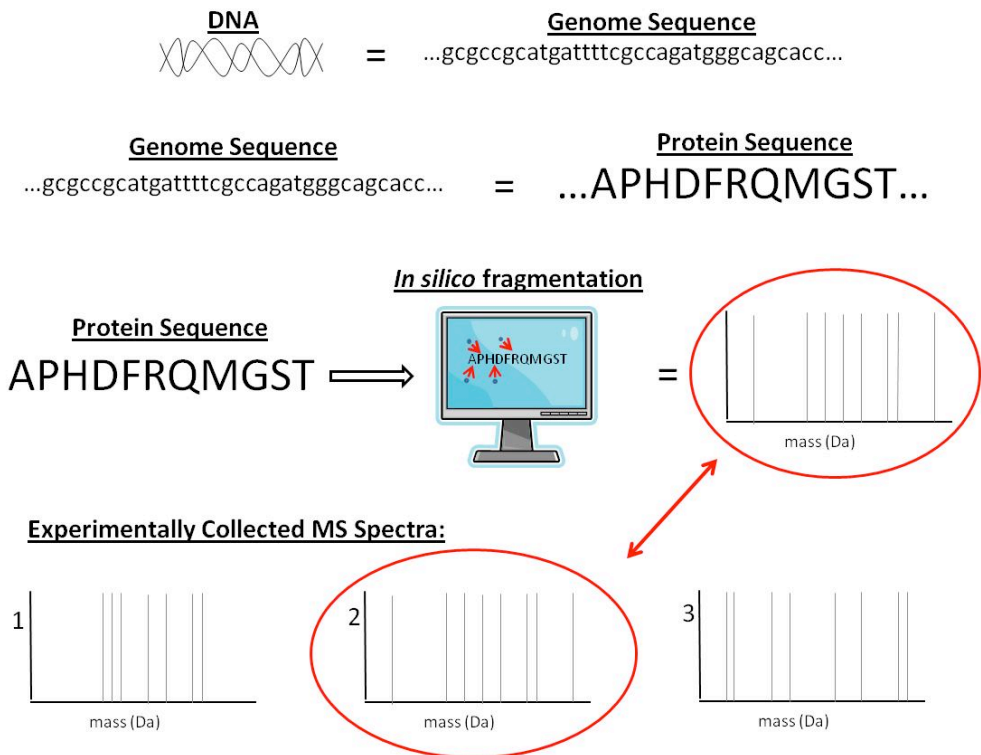 DNA
Genome Sequence
= ...gcgccgcatgattttcgccagatgggcagcacc...
Genome Sequence
Protein Sequence
...gcgccgcatgattttcgccagatgggcagcacc... = ...APHDFRQMGST...
In silico fragmentation
Protein Sequence
APHDFRQMGST
APHDFRQMGST
=
mass (Da)
Experimentally Collected MS Spectra:
1
2
3
mass (Da)
mass (Da)
mass (Da)